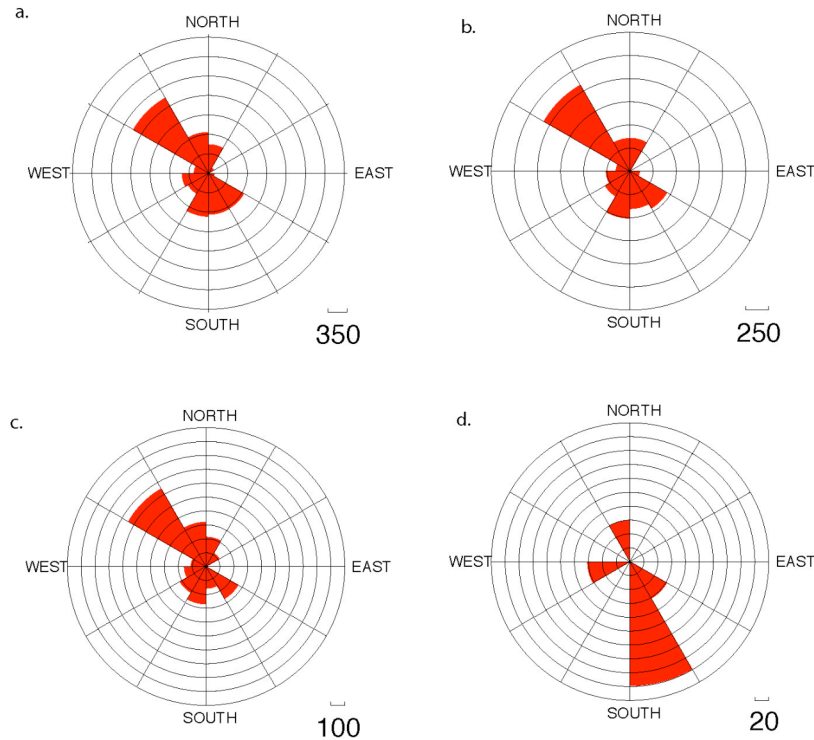 a.
NORTH
WEST
EAST
SOUTH
350
b.
NORTH
WEST
EAST
SOUTH
250
c.
NORTH
WEST
EAST
SOUTH
100
d.
NORTH
WEST
EAST
SOUTH
20